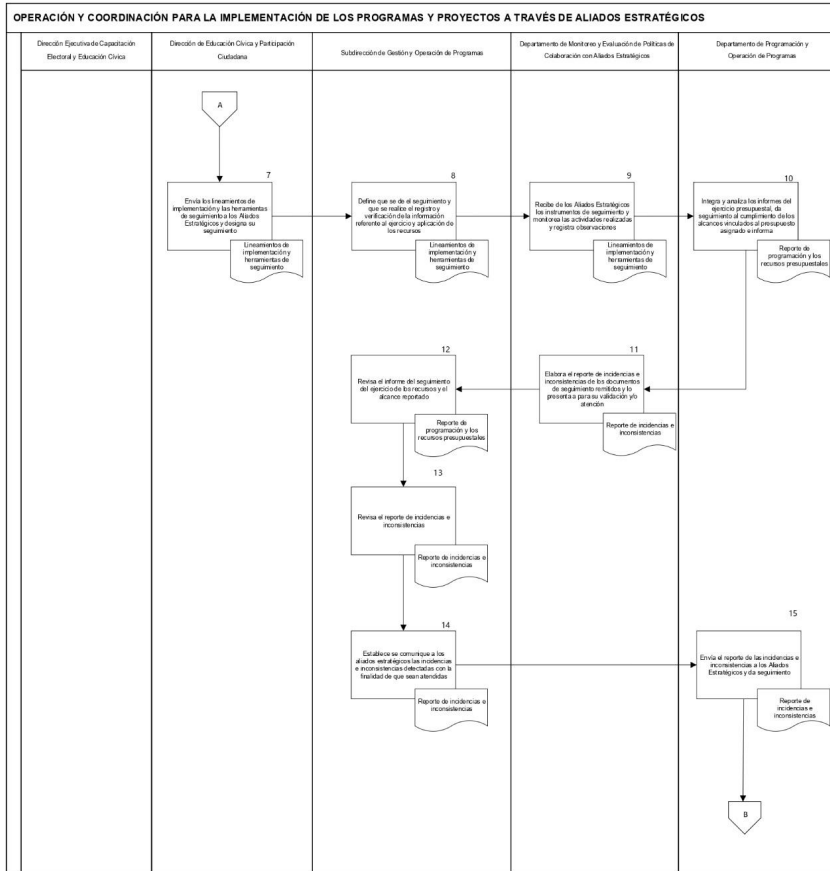 OPERACIÓN Y COORDINACIÓN PARA LA IMPLEMENTACIÓN DE LOS PROGRAMAS Y PROYECTOS A TRAVÉS DE ALIADOS ESTRATÉGICOS
Dirección Ejecutiva de Capacitación
Electoral y Educación Cívica
Dirección de Educación Cívica y Participación
Ciudadana
Subdirección de Gestión y Operación de Programas
Departamento de Monitoreo y Evaluación de Políticas de
Colaboración con Aliados Estratégicos
Departamento de Programación y
Operación de Programas
A
7
Envía los lineamientos de
implementación y las herramientas
de seguimiento a los Aliados
Estratégicos y designa su
seguimiento
Lineamientos de
implementación y
herramientas de
seguimiento
8
Define que se de el seguimiento y
que se realice el registro y
verificación de la información
referente al ejercicio y aplicación de
los recursos
Lineamientos de
implementación y
herramientas de
seguimiento
9
Recibe de los Aliados Estratégicos
los instrumentos de seguimiento y
monitorea las actividades realizadas
y registra observaciones
Lineamientos de
implementación y
herramientas de
seguimiento
10
Integra y analiza los informes del
ejercicio presupuestal, da
seguimiento al cumplimiento de los
alcances vinculados al presupuesto
asignado e informa
Reporte de
programación y los
recursos presupuestales
11
Elabora el reporte de incidencias e
inconsistencias de los documentos
de seguimiento remitidos y lo
presenta a para su validación y/o
atención
Reporte de incidencias e
inconsistencias
12
Revisa el informe del seguimiento
del ejercicio de los recursos y el
alcance reportado
Reporte de
programación y los
recursos presupuestales
13
Revisa el reporte de incidencias e
inconsistencias
Reporte de incidencias e
inconsistencias
14
Establece se comunique a los
aliados estratégicos las incidencias
e inconsistencias detectadas con la
finalidad de que sean atendidas
Reporte de incidencias e
inconsistencias
15
Envía el reporte de las incidencias e
inconsistencias a los Aliados
Estratégicos y da seguimiento
Reporte de
incidencias e
inconsistencias
B